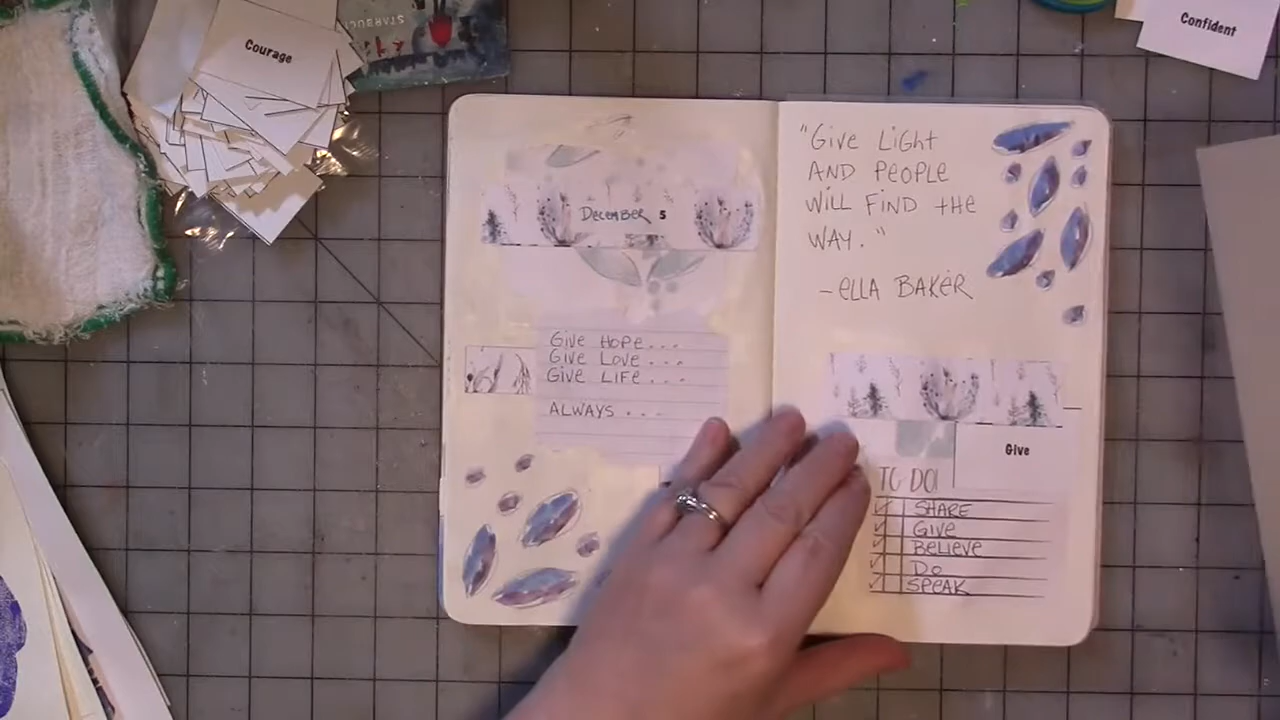 Courage
STARBUCKS
Confident
December 5
Give Hope...
Give Love...
Give Life...
ALWAYS...
"Give Light
AND PEOPLE
WILL FIND THE
WAY."
-ELLA BAKER
Give
TO DO
SHARE
Give
Believe
Do
SPEAK